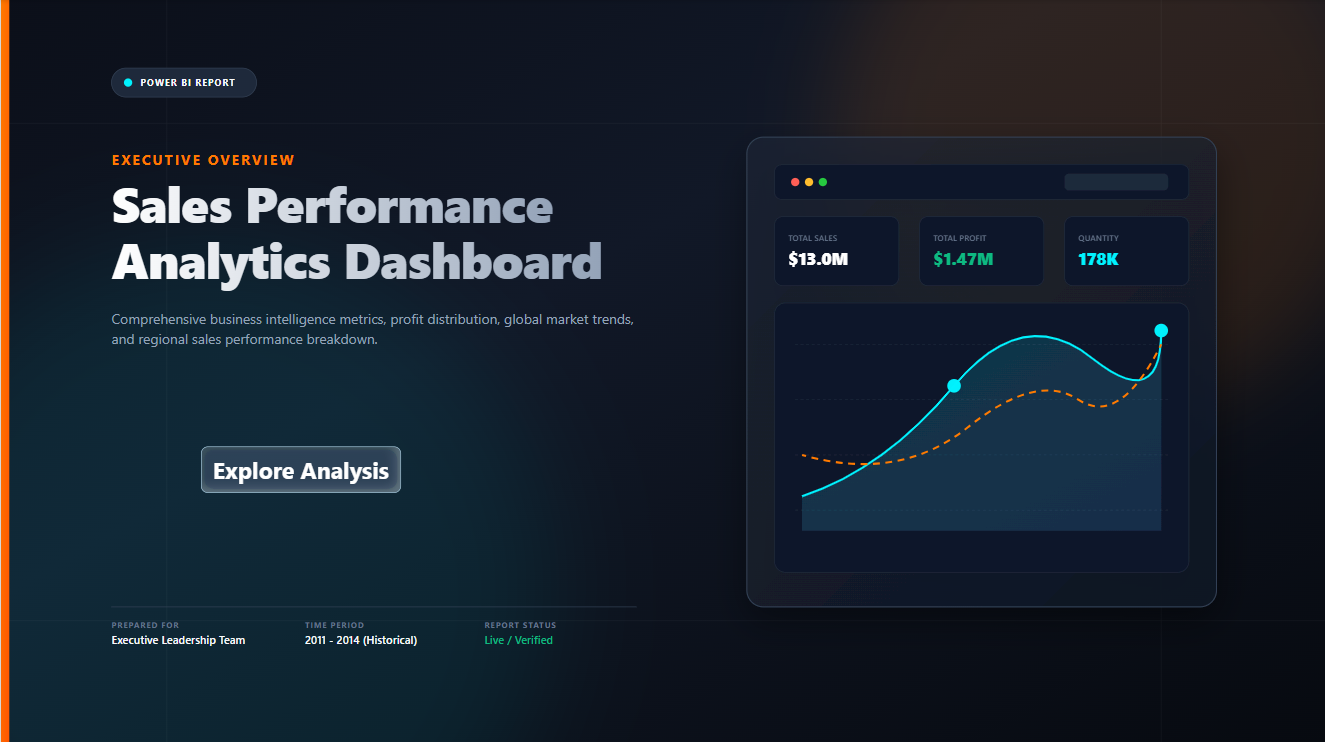 POWER BI REPORT
EXECUTIVE OVERVIEW
Sales Performance
Analytics Dashboard
Comprehensive business intelligence metrics, profit distribution, global market trends,
and regional sales performance breakdown.
Explore Analysis
PREPARED FOR
Executive Leadership Team
TIME PERIOD
2011 - 2014 (Historical)
REPORT STATUS
Live / Verified
TOTAL SALES
$13.0M
TOTAL PROFIT
$1.47M
QUANTITY
178K